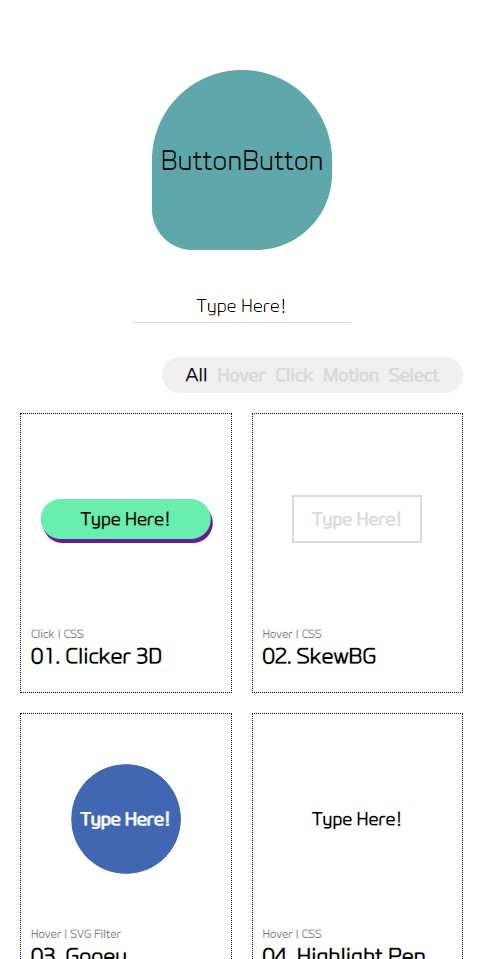 ButtonButton
Type Here!
All Hover Click Motion Select
Type Here!
Type Here!
Click | CSS
01. Clicker 3D
Hover | CSS
02. SkewBG
Type Here!
Type Here!
Hover | SVG Filter
03. Gooey
Hover | CSS
04. Highlight Pen